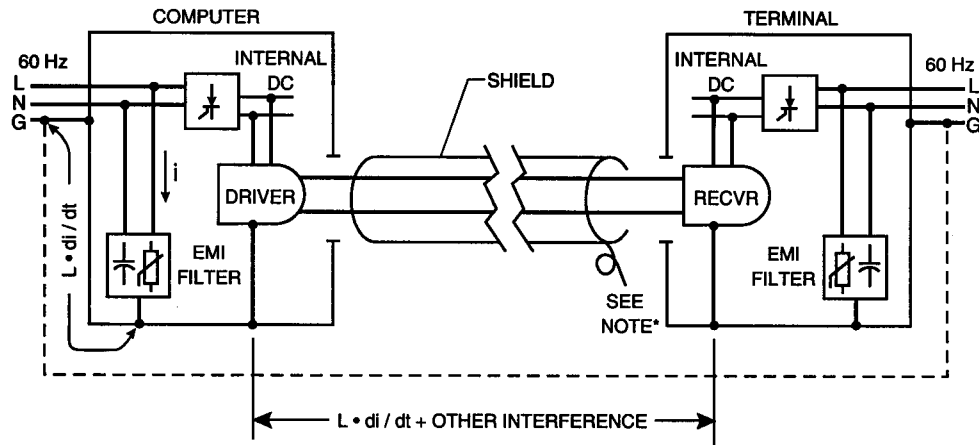 COMPUTER
TERMINAL
60 Hz
L
N
G
INTERNAL
DC
SHIELD
INTERNAL
DC
60 Hz
L
N
G
i
DRIVER
RECVR
L • di / dt
EMI
FILTER
SEE
NOTE*
EMI
FILTER
L • di / dt + OTHER INTERFERENCE